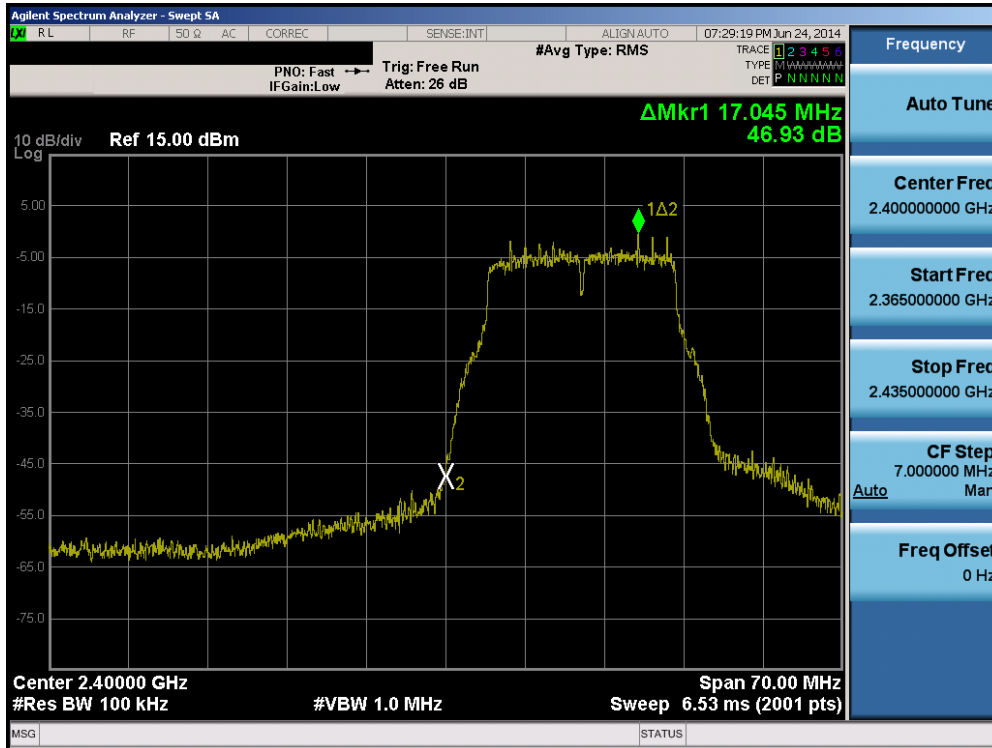 Agilent Spectrum Analyzer - Swept SA
LXI RL RF 50 Ω AC CORREC SENSE:INT ALIGN AUTO 07:29:19 PM Jun 24, 2014
#Avg Type: RMS TRACE 1 2 3 4 5 6
PNO: Fast Trig: Free Run TYPE M WWWWW
IFGain:Low Atten: 26 dB DET P N N N N N
ΔMkr1 17.045 MHz
46.93 dB
10 dB/div Ref 15.00 dBm
Log
5.00
-5.00
-15.0
-25.0
-35.0
-45.0
-55.0
-65.0
-75.0
1Δ2
X2
Center 2.40000 GHz Span 70.00 MHz
#Res BW 100 kHz #VBW 1.0 MHz Sweep 6.53 ms (2001 pts)
MSG STATUS
Frequency
Auto Tune
Center Freq
2.400000000 GHz
Start Freq
2.365000000 GHz
Stop Freq
2.435000000 GHz
CF Step
7.000000 MHz
Auto Man
Freq Offset
0 Hz